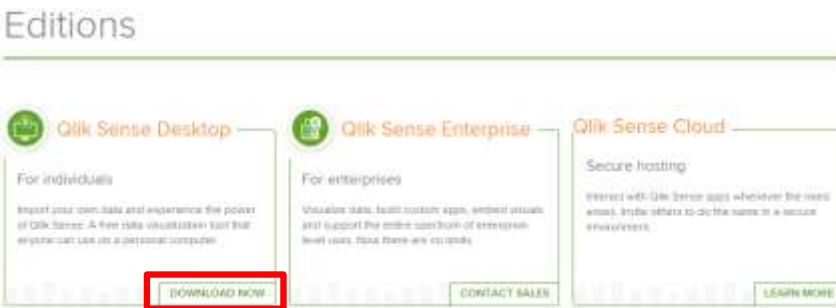 Editions
Qlik Sense Desktop
For individuals
Import your own data and experience the power
of Qlik Sense. A free data visualization tool that
anyone can use on a personal computer.
DOWNLOAD NOW
Qlik Sense Enterprise
For enterprises
Visualize data, build custom apps, embed visuals
and support the entire spectrum of enterprise
level uses. Now there are no limits.
CONTACT SALES
Qlik Sense Cloud
Secure hosting
Interact with Qlik Sense apps wherever the need
arises. Invite others to do the same in a secure
environment.
LEARN MORE